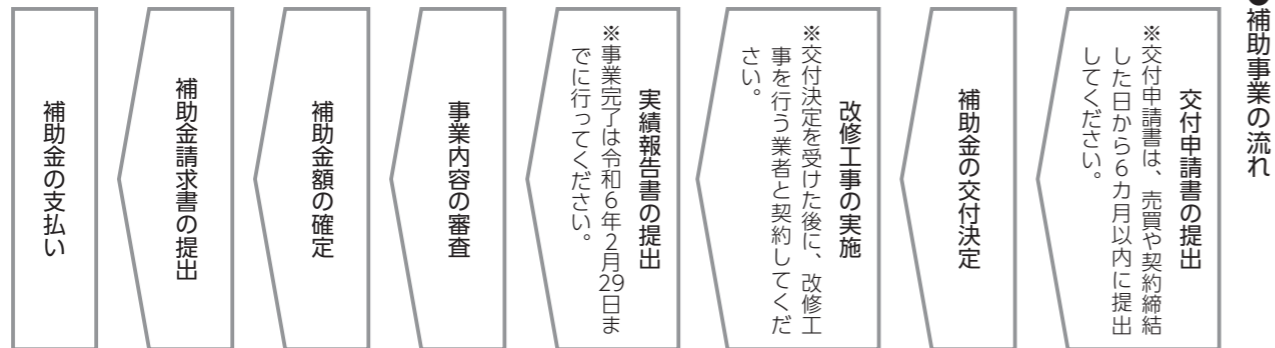 ●補助事業の流れ
交付申請書の提出
※交付申請書は、売買や契約締結
した日から6カ月以内に提出
してください。
補助金の交付決定
改修工事の実施
※交付決定を受けた後に、改修工
事を行う業者と契約してくだ
さい。
実績報告書の提出
※事業完了は令和6年2月29日ま
でに行ってください。
事業内容の審査
補助金額の確定
補助金請求書の提出
補助金の支払い